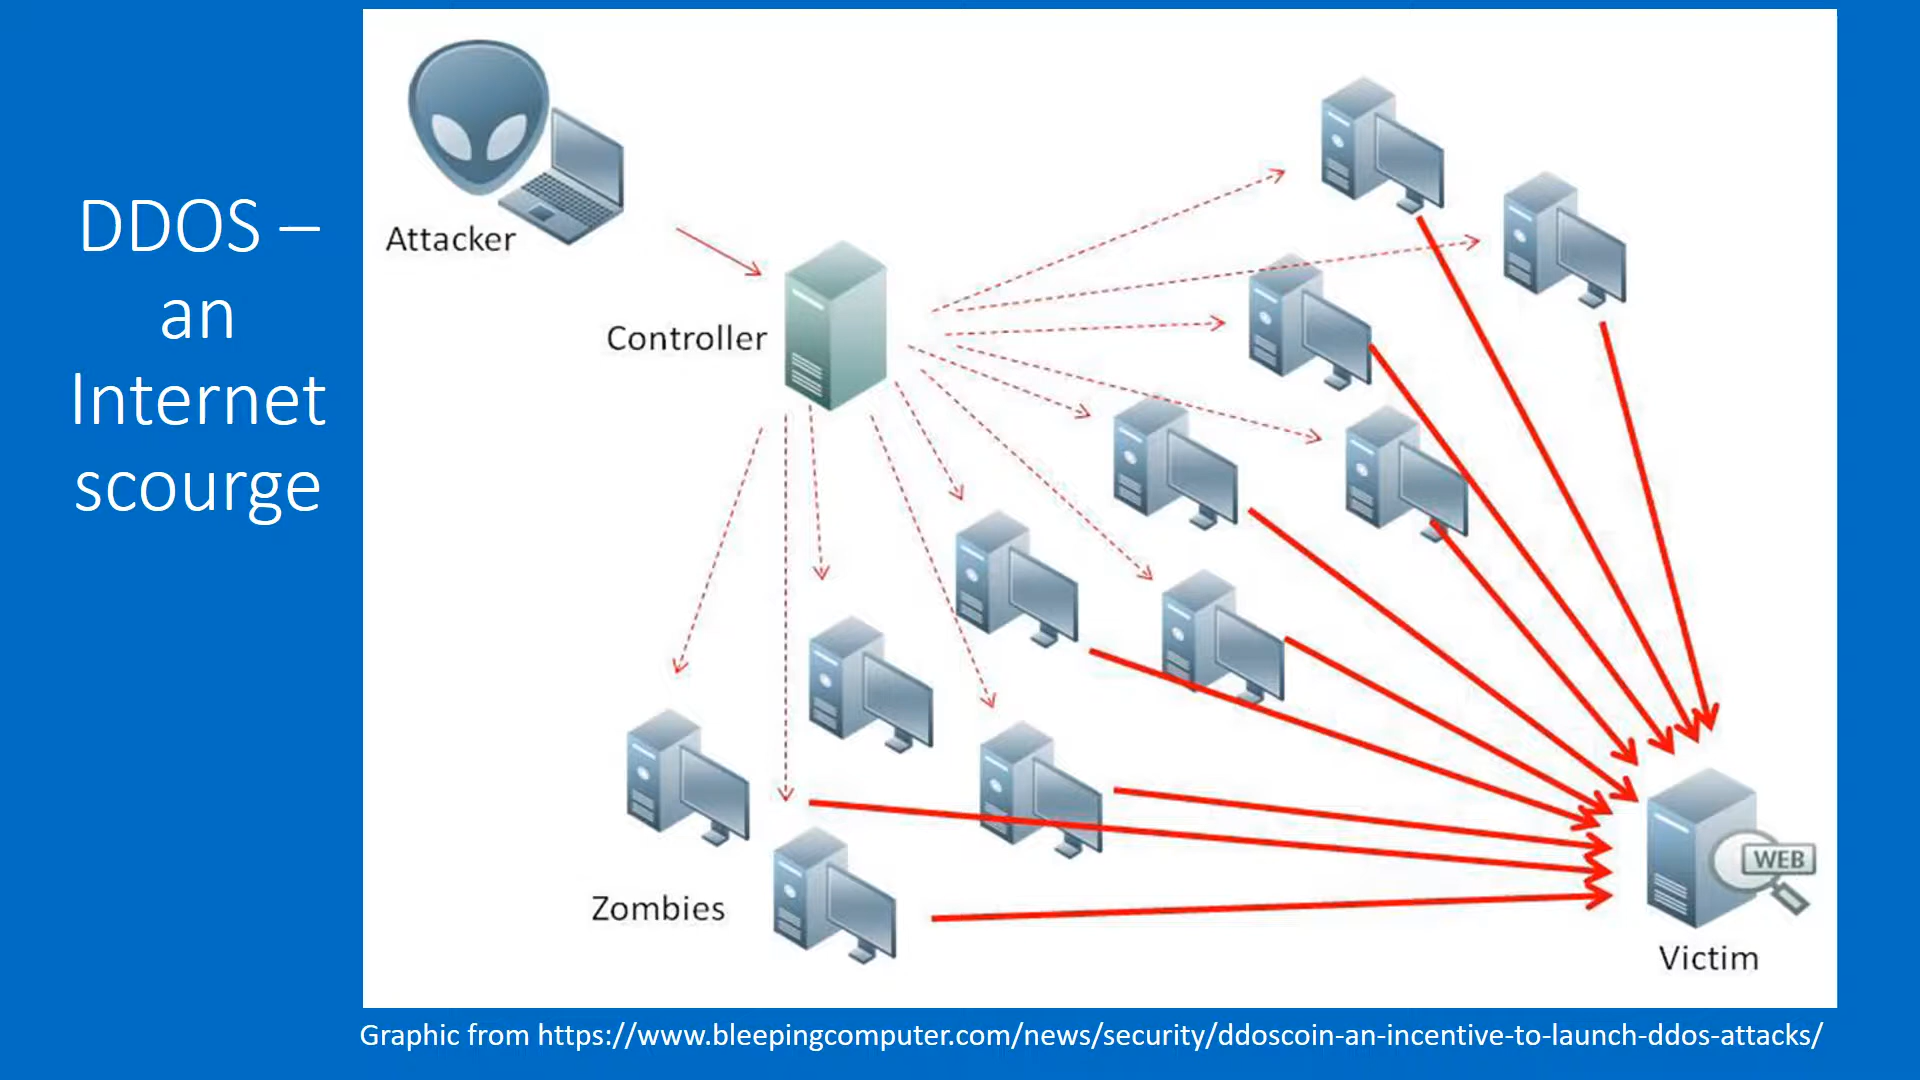 DDOS –
an
Internet
scourge
Attacker
Controller
Zombies
WEB
Victim
Graphic from https://www.bleepingcomputer.com/news/security/ddoscoin-an-incentive-to-launch-ddos-attacks/